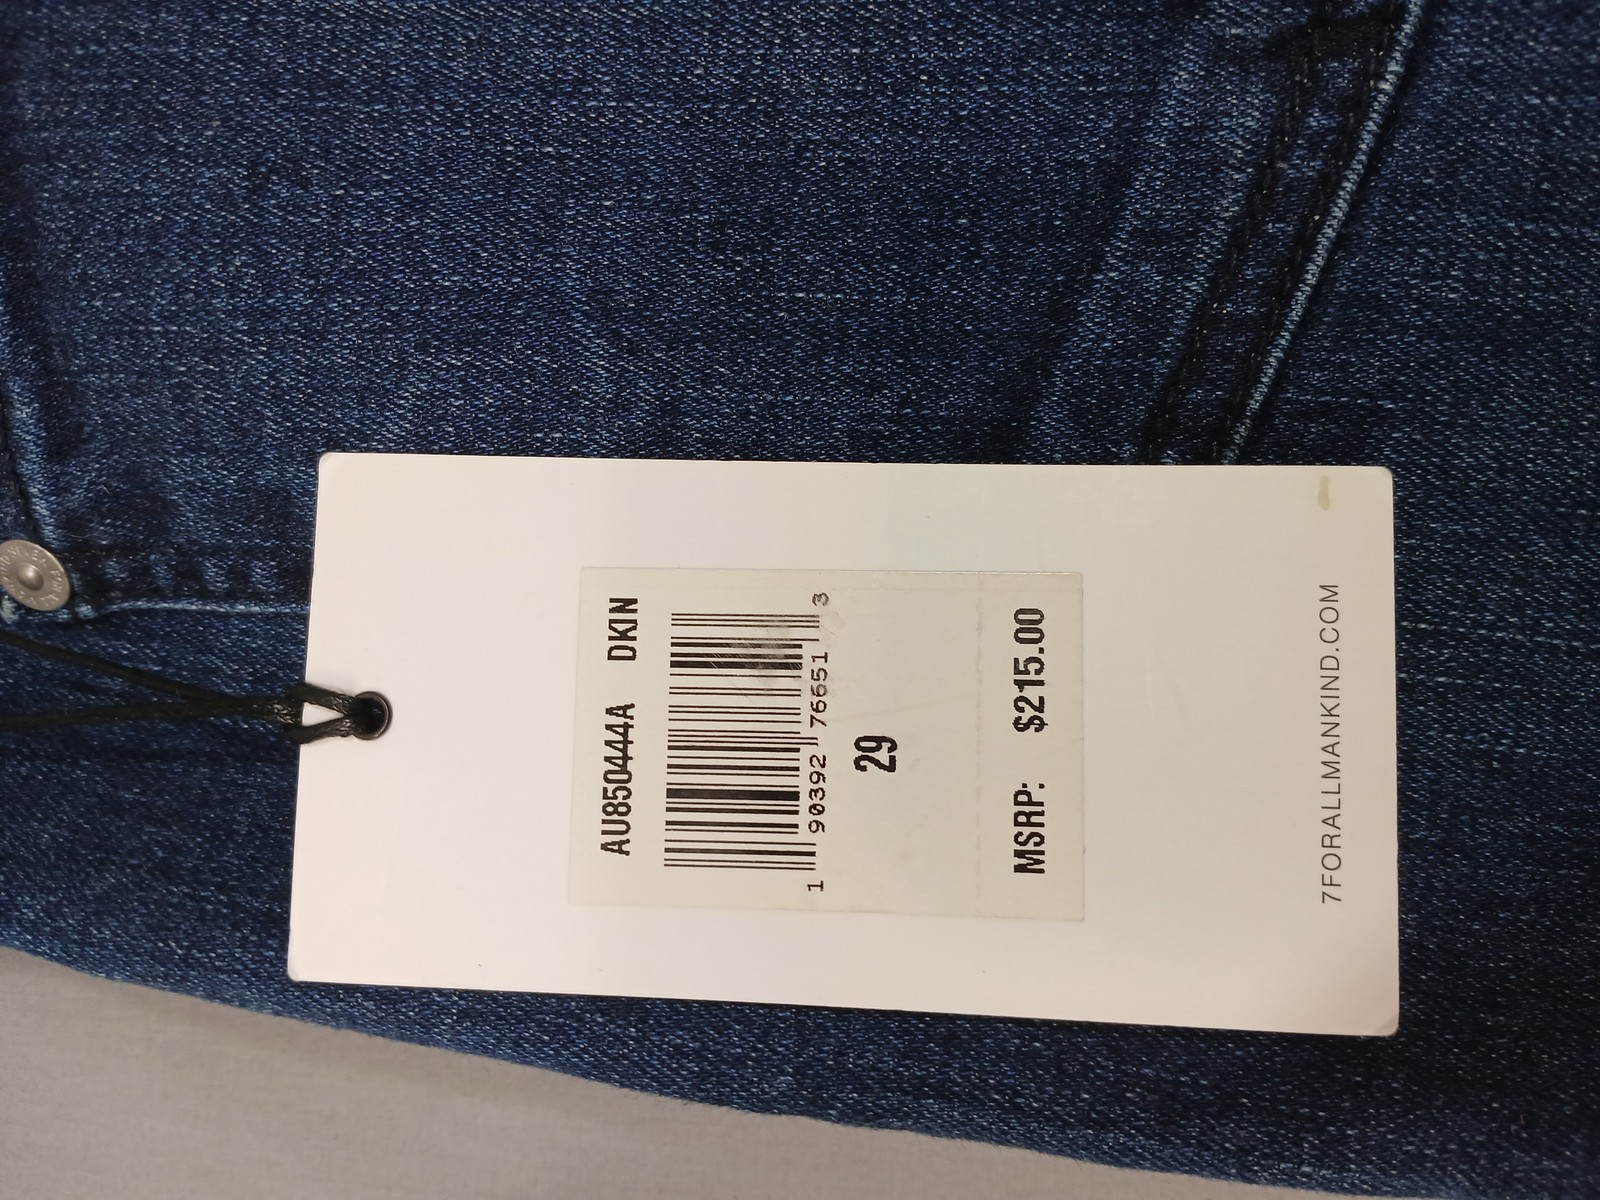 AU850444A DKIN
1 90392 76651 3
29
MSRP: $215.00
7FORALLMANKIND.COM